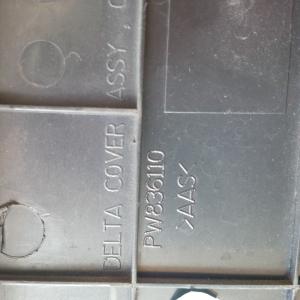 DELTA COVER ASSY , C
PW836110
>AAS<